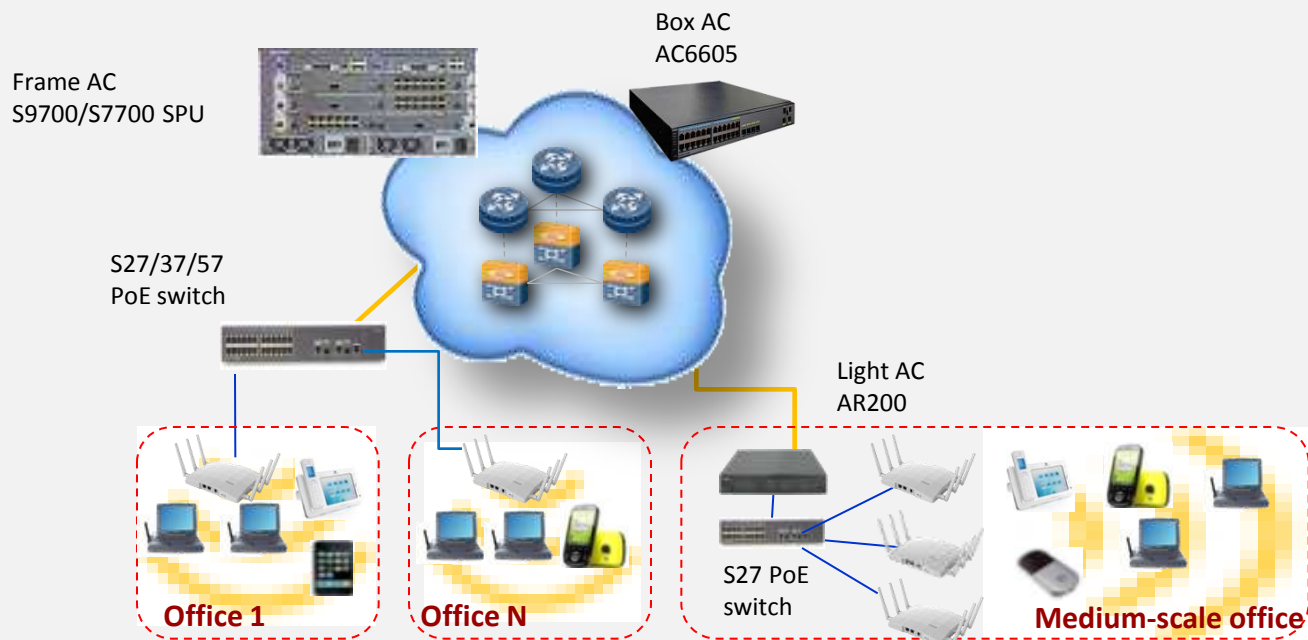 Box AC
AC6605
Frame AC
S9700/S7700 SPU
S27/37/57
PoE switch
Light AC
AR200
S27 PoE
switch
Office 1
Office N
Medium-scale office